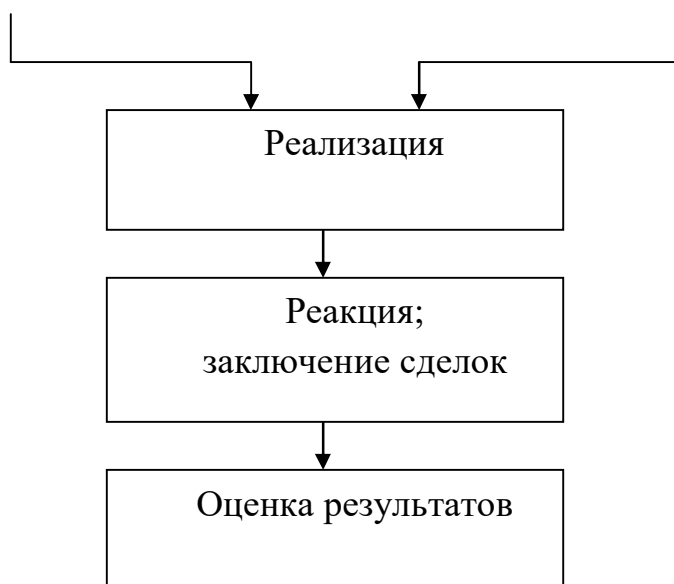 Реализация
Реакция;
заключение сделок
Оценка результатов